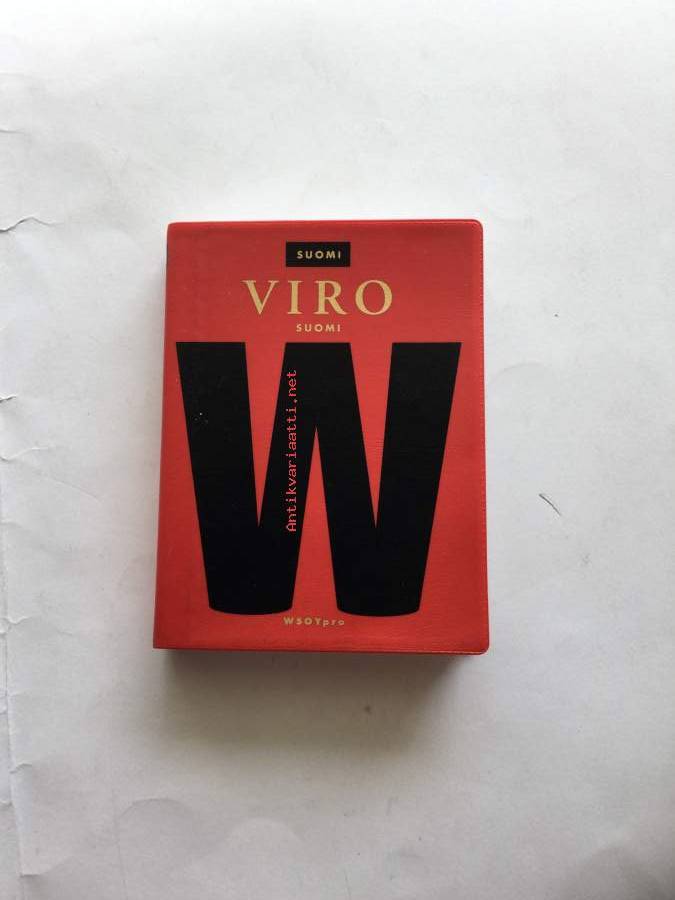 SUOMI
VIRO
SUOMI
W
Antikvariaatti.net
WSOYpro